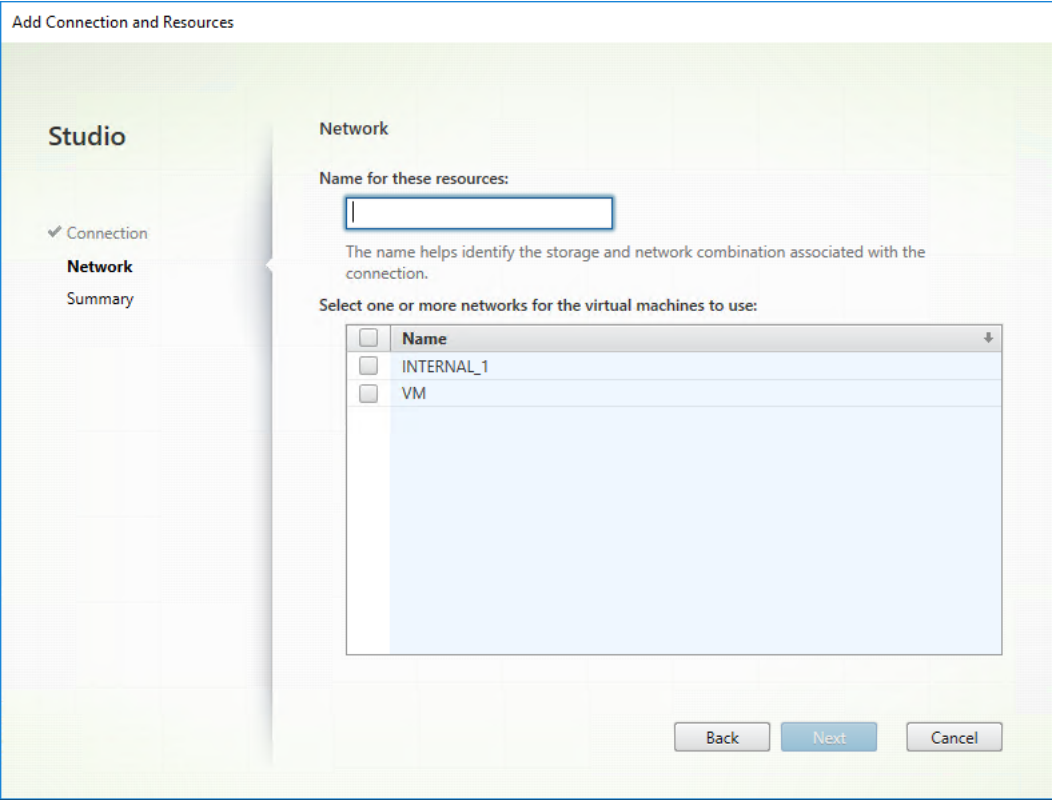 Add Connection and Resources
Studio
Connection
Network
Summary
Network
Name for these resources:
The name helps identify the storage and network combination associated with the
connection.
Select one or more networks for the virtual machines to use:
Name
INTERNAL_1
VM
Back
Next
Cancel